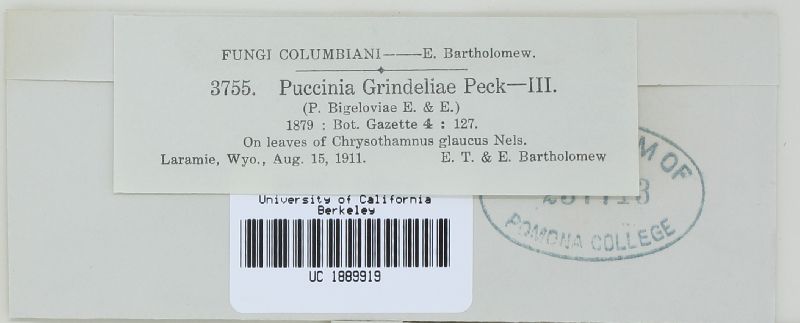 FUNGI COLUMBIANI——E. Bartholomew.
3755. Puccinia Grindeliae Peck—III.
(P. Bigeloviae E. & E.)
1879 : Bot. Gazette 4 : 127.
On leaves of Chrysothamnus glaucus Nels.
Laramie, Wyo., Aug. 15, 1911. E. T. & E. Bartholomew
M OF
POMONA COLLEGE
University of California
Berkeley
UC 1889919